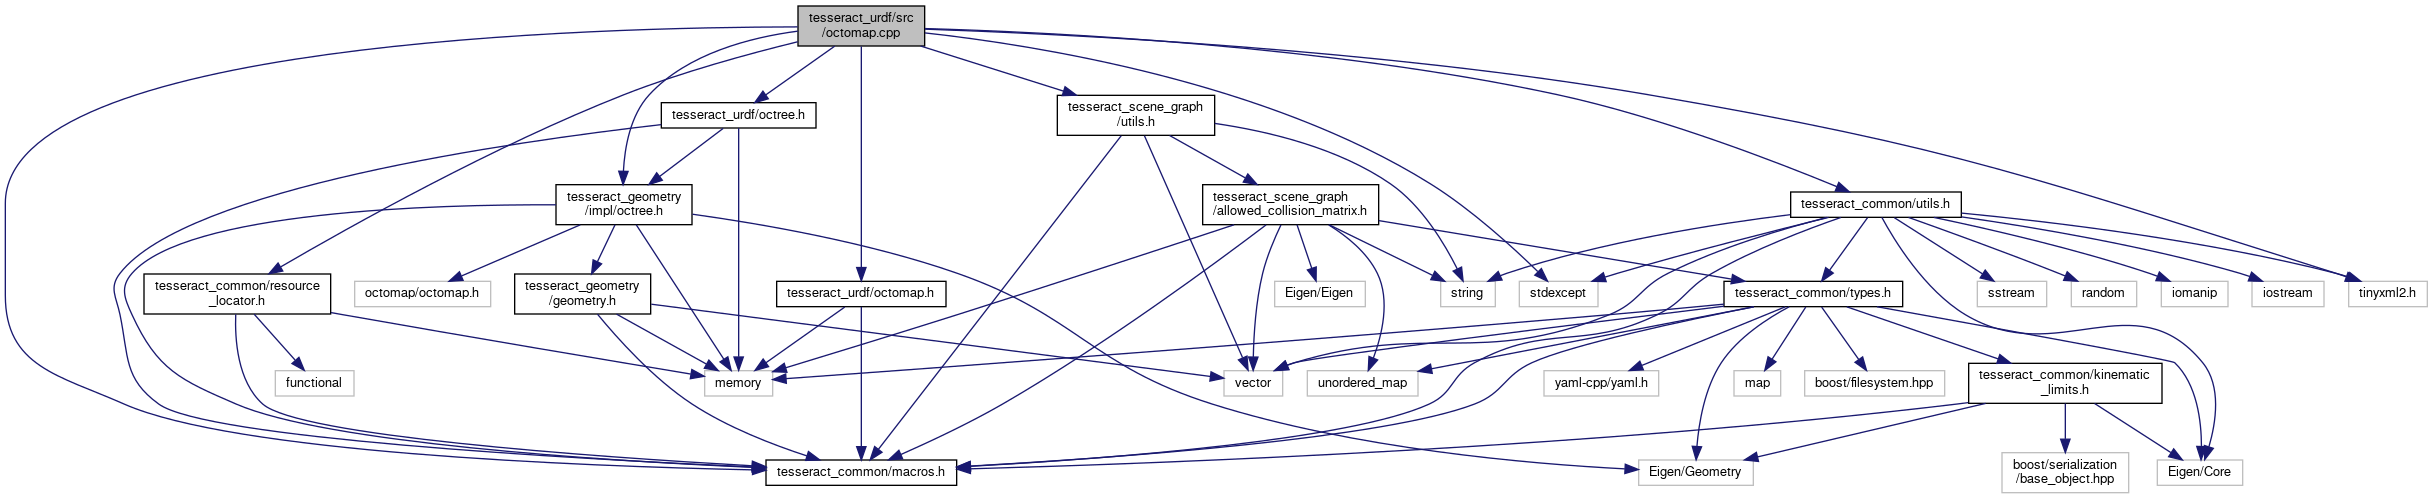 tesseract_urdf/src
/octomap.cpp
tesseract_urdf/octree.h
tesseract_scene_graph
/utils.h
tesseract_geometry
/impl/octree.h
tesseract_scene_graph
/allowed_collision_matrix.h
tesseract_common/utils.h
tesseract_common/resource
_locator.h
octomap/octomap.h
tesseract_geometry
/geometry.h
tesseract_urdf/octomap.h
Eigen/Eigen
string
stdexcept
tesseract_common/types.h
sstream
random
iomanip
iostream
tinyxml2.h
functional
memory
vector
unordered_map
yaml-cpp/yaml.h
map
boost/filesystem.hpp
tesseract_common/kinematic
_limits.h
tesseract_common/macros.h
Eigen/Geometry
boost/serialization
/base_object.hpp
Eigen/Core